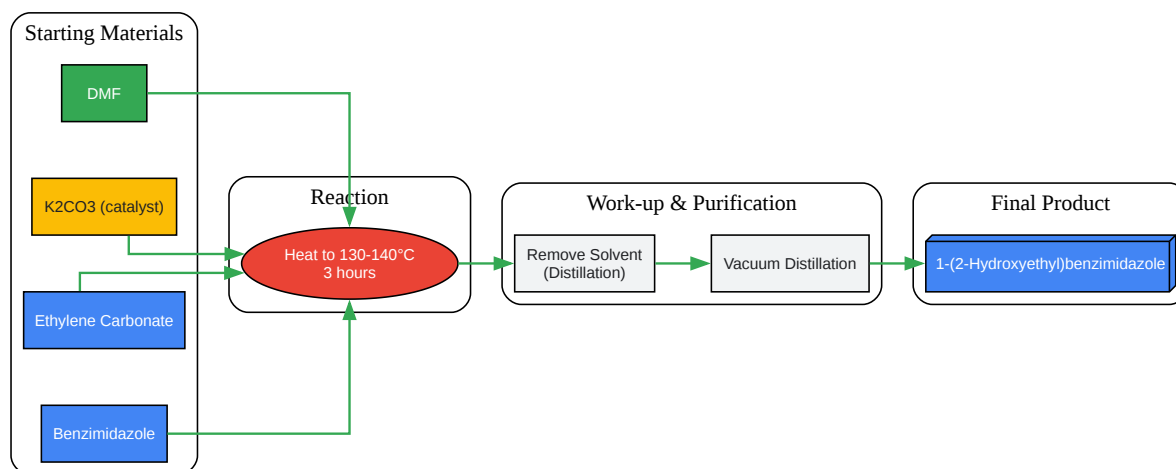 Starting Materials
DMF
K2CO3 (catalyst)
Ethylene Carbonate
Benzimidazole
Reaction
Heat to 130-140°C
3 hours
Work-up & Purification
Remove Solvent
(Distillation)
Vacuum Distillation
Final Product
1-(2-Hydroxyethyl)benzimidazole